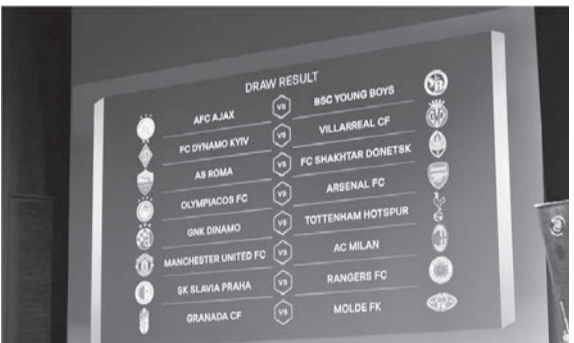 DRAW RESULT
AFC AJAX VS BSC YOUNG BOYS
FC DYNAMO KYIV VS VILLARREAL CF
AS ROMA VS FC SHAKHTAR DONETSK
OLYMPIACOS FC VS ARSENAL FC
GNK DINAMO VS TOTTENHAM HOTSPUR
MANCHESTER UNITED FC VS AC MILAN
SK SLAVIA PRAHA VS RANGERS FC
GRANADA CF VS MOLDE FK